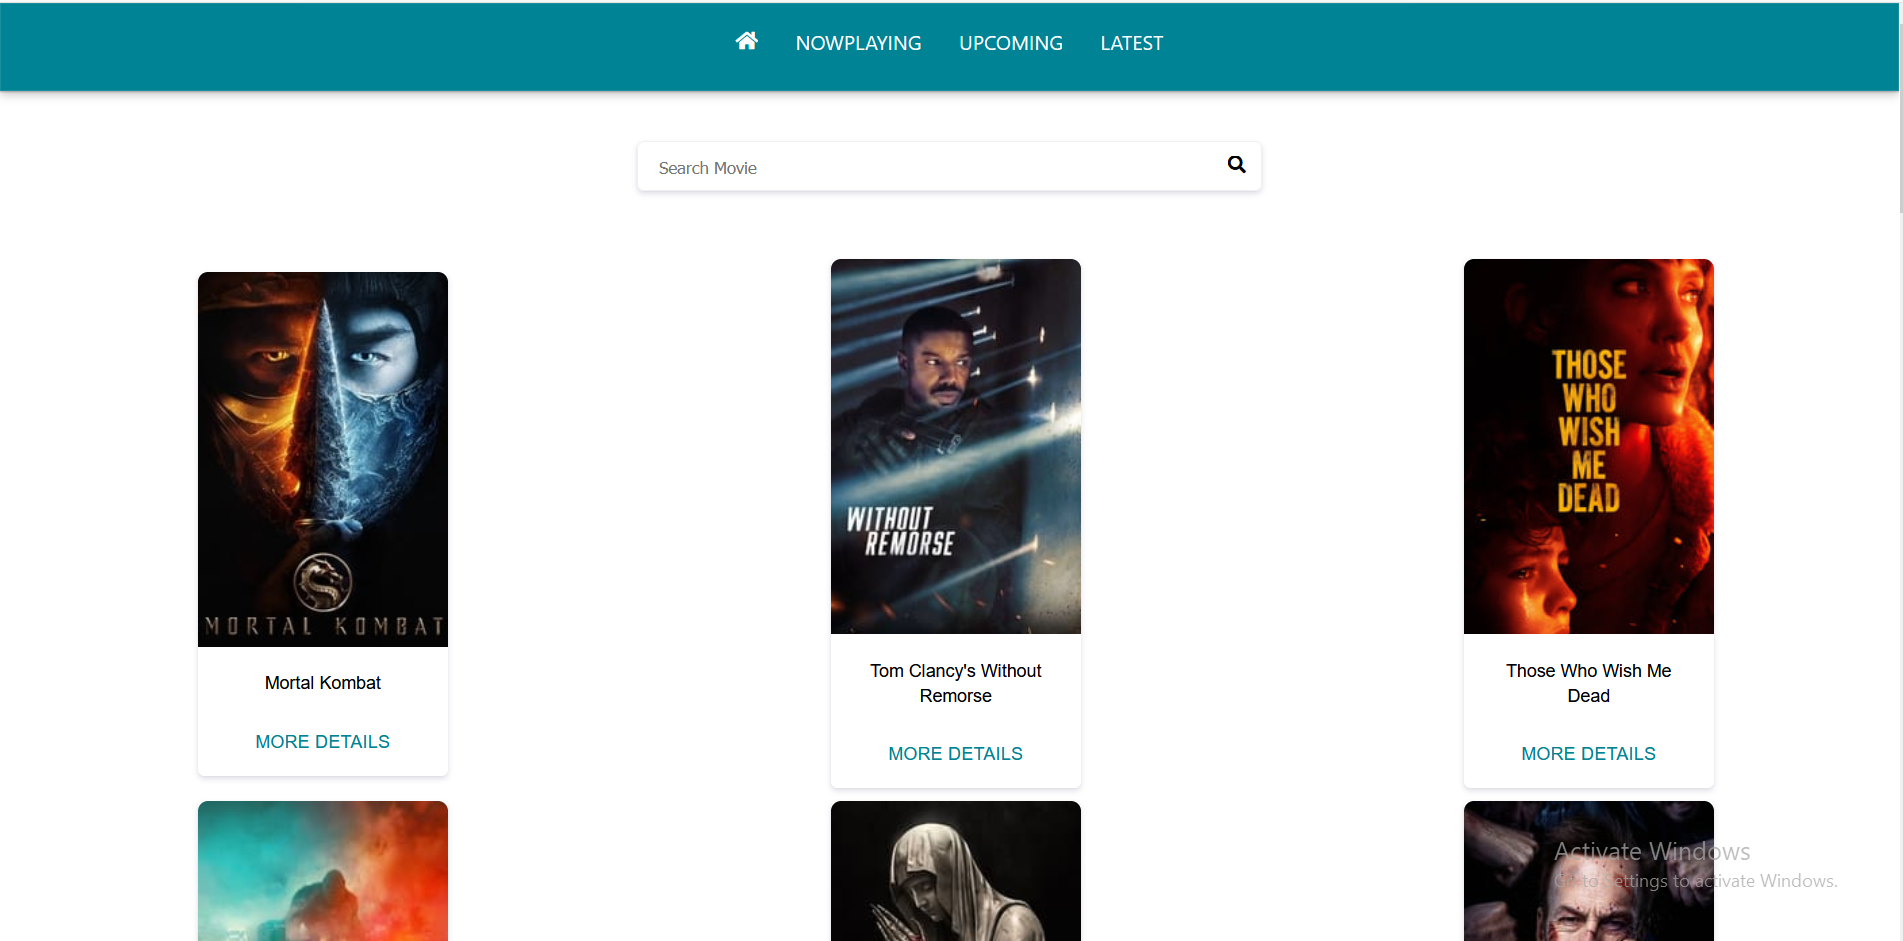 NOWPLAYING UPCOMING LATEST
Search Movie
MORTAL KOMBAT
Mortal Kombat
MORE DETAILS
WITHOUT
REMORSE
Tom Clancy's Without
Remorse
MORE DETAILS
THOSE
WHO
WISH
ME
DEAD
Those Who Wish Me
Dead
MORE DETAILS
Activate Windows
Go to Settings to activate Windows.